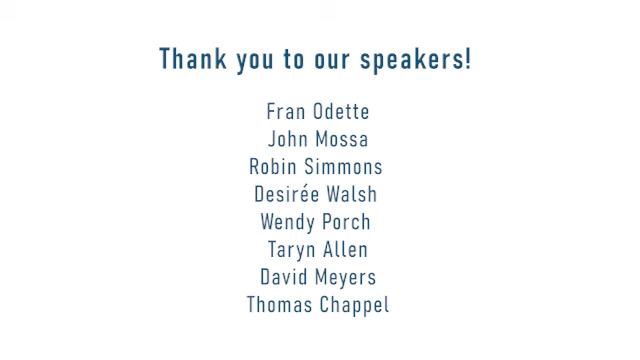 Thank you to our speakers!
Fran Odette
John Mossa
Robin Simmons
Desirée Walsh
Wendy Porch
Taryn Allen
David Meyers
Thomas Chappel